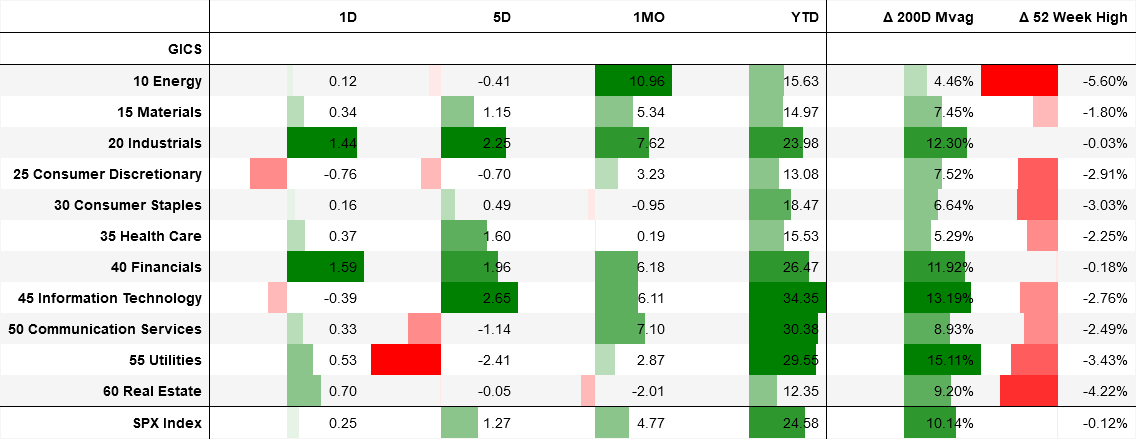 1D 5D 1MO YTD Δ 200D Mvag Δ 52 Week High
GICS
10 Energy 0.12 -0.41 10.96 15.63 4.46% -5.60%
15 Materials 0.34 1.15 5.34 14.97 7.45% -1.80%
20 Industrials 1.44 2.25 7.62 23.98 12.30% -0.03%
25 Consumer Discretionary -0.76 -0.70 3.23 13.08 7.52% -2.91%
30 Consumer Staples 0.16 0.49 -0.95 18.47 6.64% -3.03%
35 Health Care 0.37 1.60 0.19 15.53 5.29% -2.25%
40 Financials 1.59 1.96 6.18 26.47 11.92% -0.18%
45 Information Technology -0.39 2.65 6.11 34.35 13.19% -2.76%
50 Communication Services 0.33 -1.14 7.10 30.38 8.93% -2.49%
55 Utilities 0.53 -2.41 2.87 29.55 15.11% -3.43%
60 Real Estate 0.70 -0.05 -2.01 12.35 9.20% -4.22%
SPX Index 0.25 1.27 4.77 24.58 10.14% -0.12%